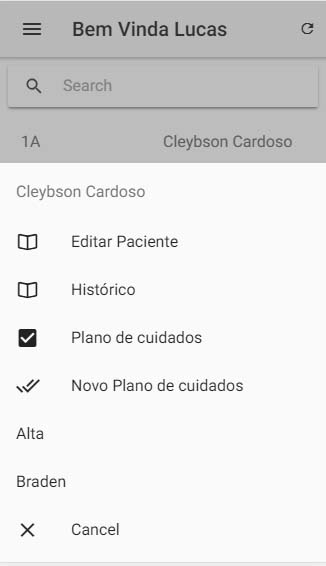 Bem Vinda Lucas
Search
1A Cleybson Cardoso
Cleybson Cardoso
Editar Paciente
Histórico
Plano de cuidados
Novo Plano de cuidados
Alta
Braden
Cancel